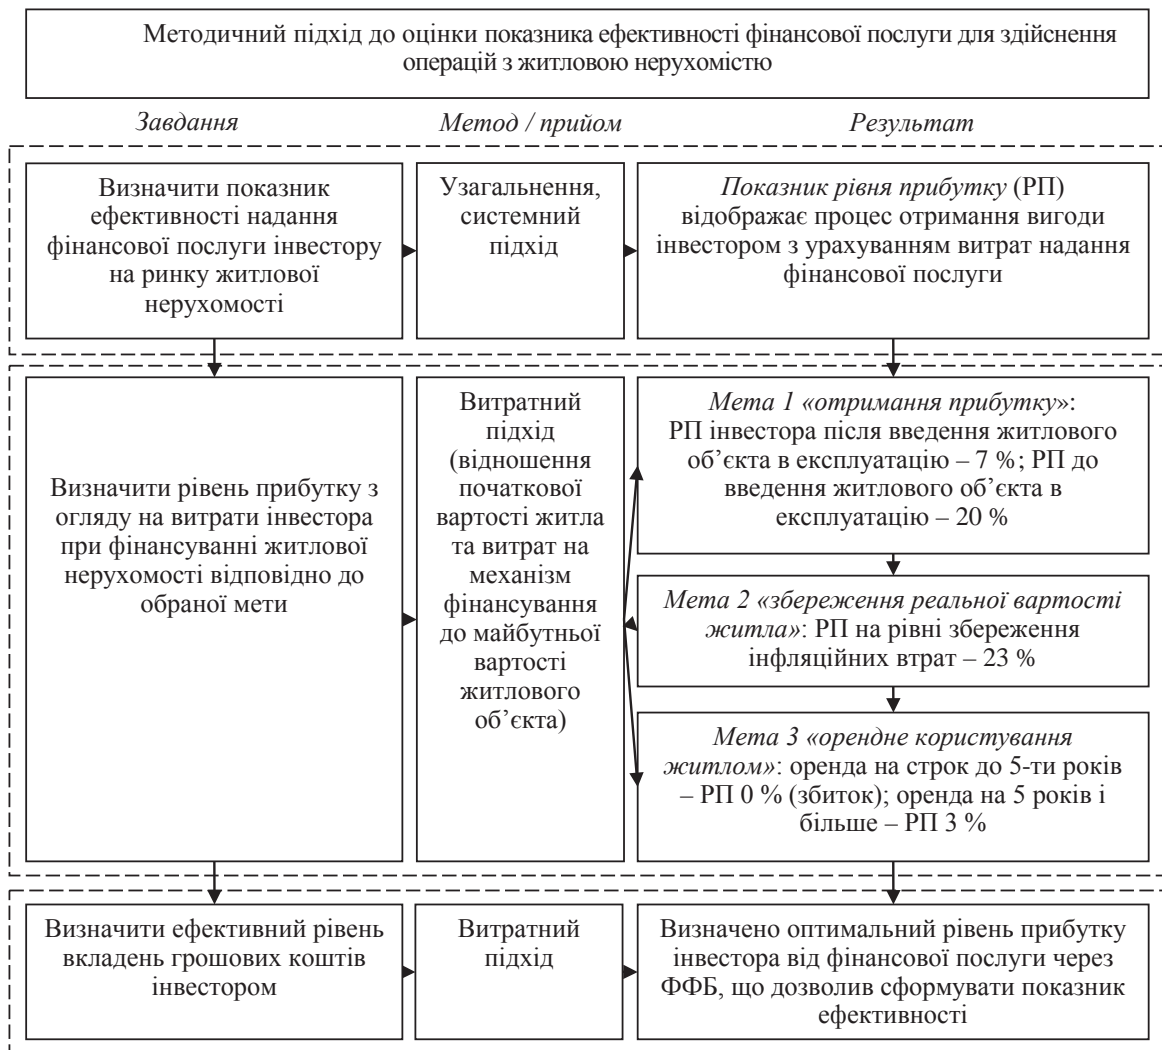 Методичний підхід до оцінки показника ефективності фінансової послуги для здійснення
операцій з житловою нерухомістю
Завдання
Метод / прийом
Результат
Визначити показник
ефективності надання
фінансової послуги інвестору
на ринку житлової
нерухомості
Узагальнення,
системний
підхід
Показник рівня прибутку (РП)
відображає процес отримання вигоди
інвестором з урахуванням витрат надання
фінансової послуги
Визначити рівень прибутку з
огляду на витрати інвестора
при фінансуванні житлової
нерухомості відповідно до
обраної мети
Витратний
підхід
(відношення
початкової
вартості житла
та витрат на
механізм
фінансування
до майбутньої
вартості
житлового
об’єкта)
Мета 1 «отримання прибутку»:
РП інвестора після введення житлового
об’єкта в експлуатацію – 7 %; РП до
введення житлового об’єкта в
експлуатацію – 20 %
Мета 2 «збереження реальної вартості
житла»: РП на рівні збереження
інфляційних втрат – 23 %
Мета 3 «орендне користування
житлом»: оренда на строк до 5-ти років
– РП 0 % (збиток); оренда на 5 років і
більше – РП 3 %
Визначити ефективний рівень
вкладень грошових коштів
інвестором
Витратний
підхід
Визначено оптимальний рівень прибутку
інвестора від фінансової послуги через
ФФБ, що дозволив сформувати показник
ефективності